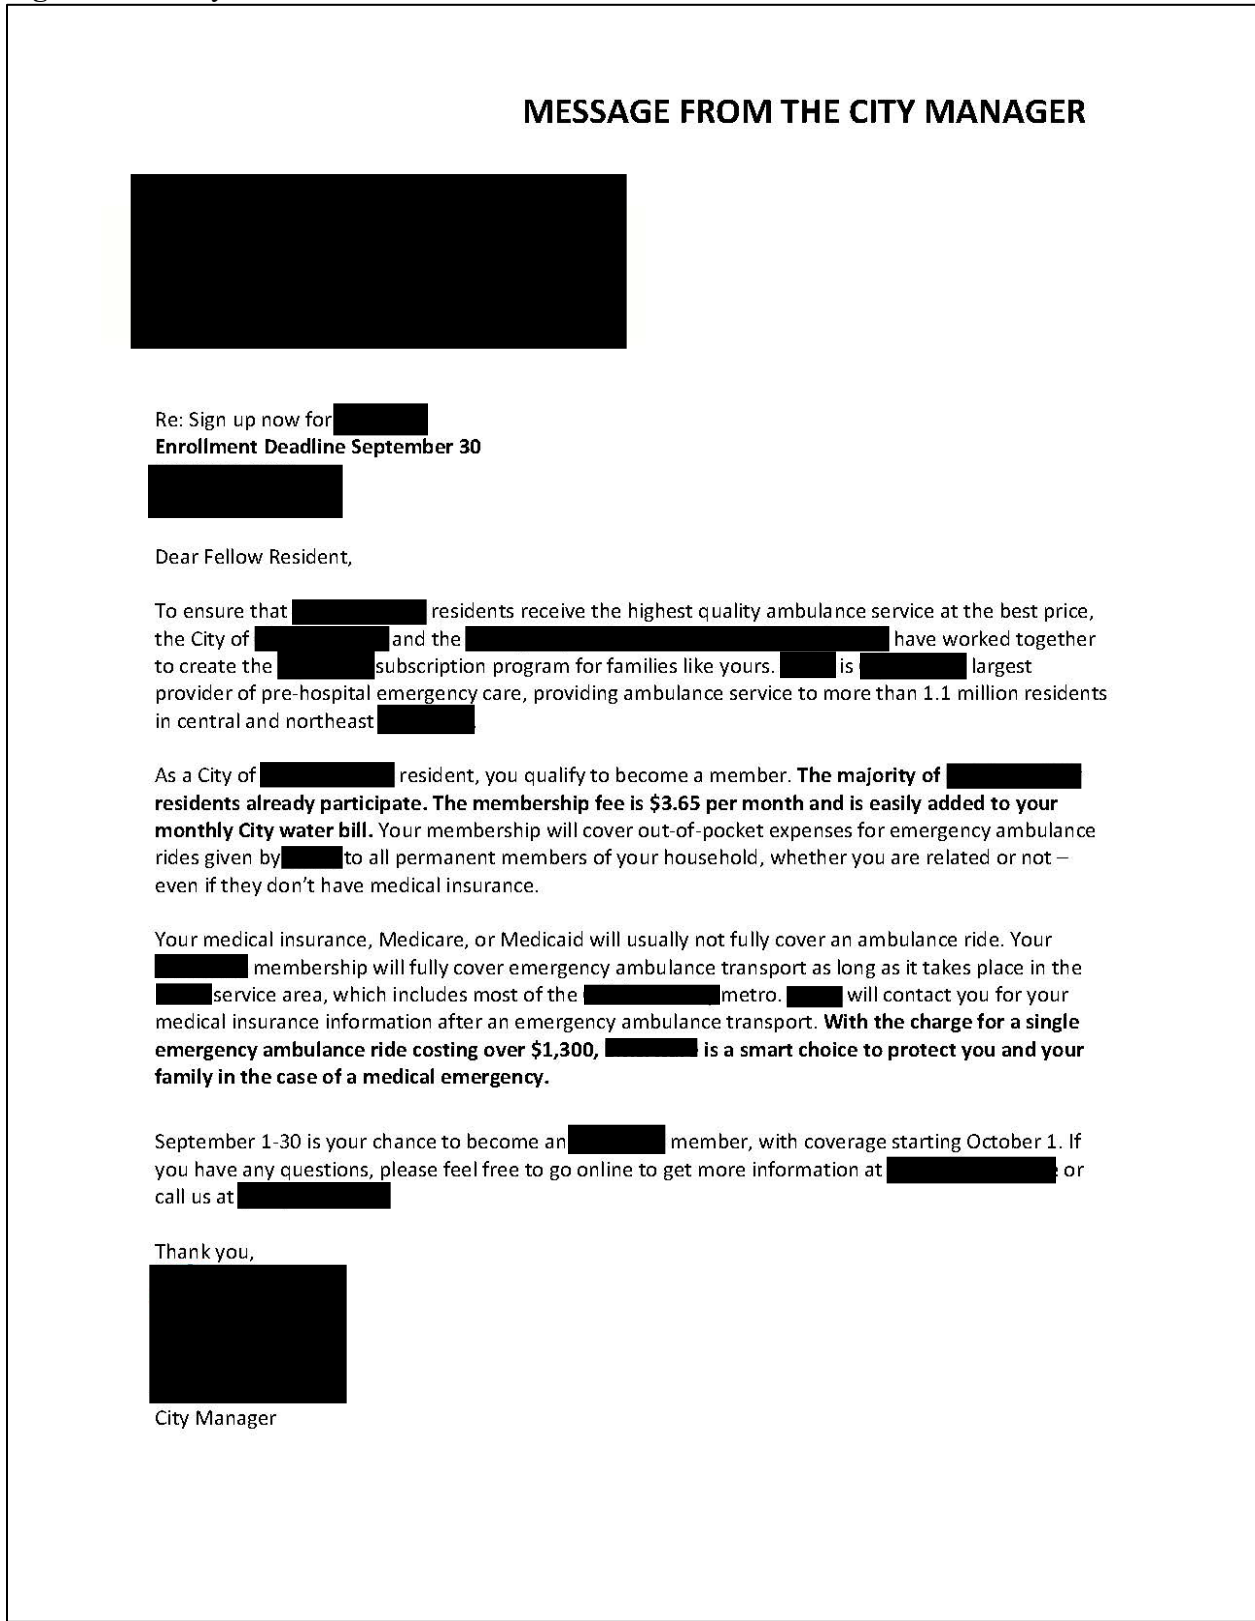 MESSAGE FROM THE CITY MANAGER
Re: Sign up now for
Enrollment Deadline September 30
Dear Fellow Resident,
To ensure that residents receive the highest quality ambulance service at the best price,
the City of and the have worked together
to create the subscription program for families like yours. is largest
provider of pre-hospital emergency care, providing ambulance service to more than 1.1 million residents
in central and northeast
As a City of resident, you qualify to become a member. The majority of
residents already participate. The membership fee is $3.65 per month and is easily added to your
monthly City water bill. Your membership will cover out-of-pocket expenses for emergency ambulance
rides given by to all permanent members of your household, whether you are related or not –
even if they don't have medical insurance.
Your medical insurance, Medicare, or Medicaid will usually not fully cover an ambulance ride. Your
membership will fully cover emergency ambulance transport as long as it takes place in the
service area, which includes most of the metro. will contact you for your
medical insurance information after an emergency ambulance transport. With the charge for a single
emergency ambulance ride costing over $1,300, is a smart choice to protect you and your
family in the case of a medical emergency.
September 1-30 is your chance to become an member, with coverage starting October 1. If
you have any questions, please feel free to go online to get more information at or
call us at
Thank you,
City Manager